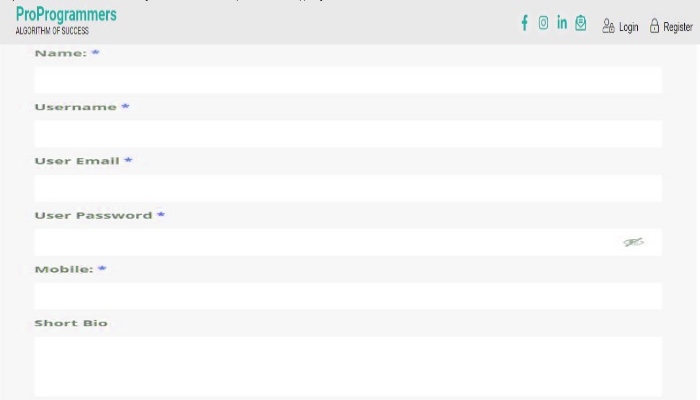 ProProgrammers
ALGORITHM OF SUCCESS
Login
Register
Name: *
Username *
User Email *
User Password *
Mobile: *
Short Bio